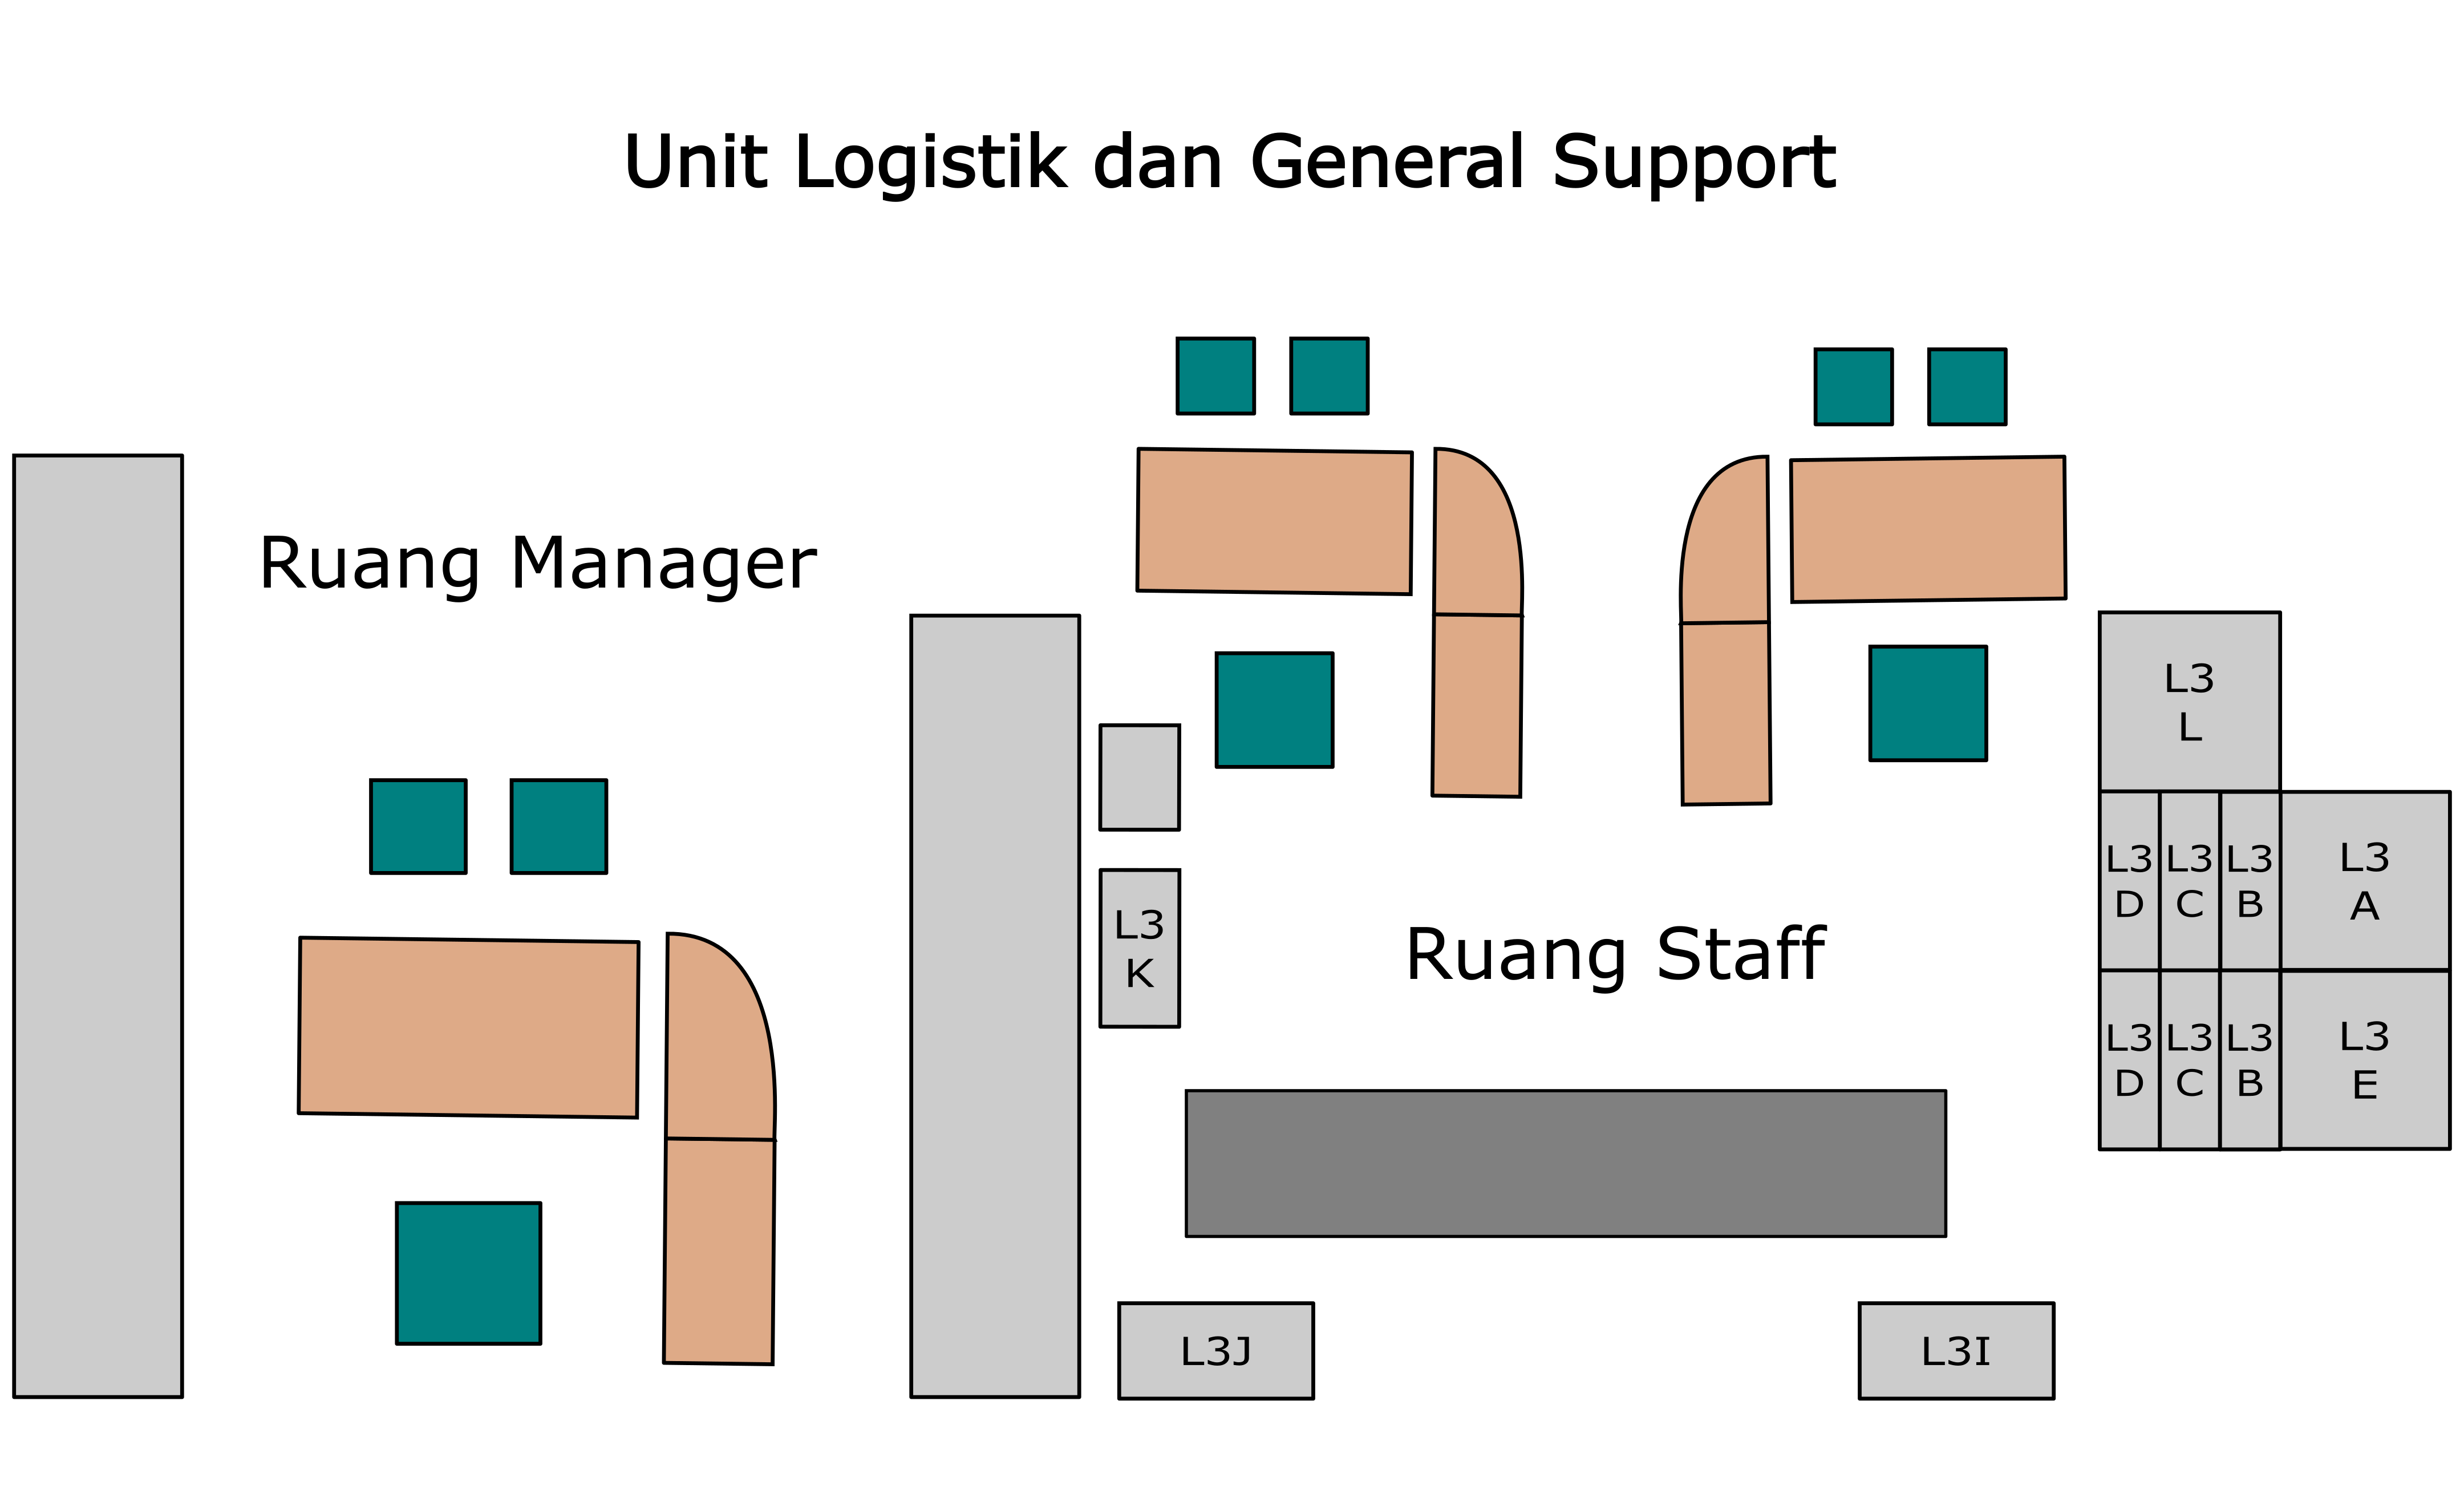 Unit Logistik dan General Support
Ruang Manager
L3
L
L3
D
L3
C
L3
B
L3
A
L3
K
Ruang Staff
L3
D
L3
C
L3
B
L3
E
L3J
L3I